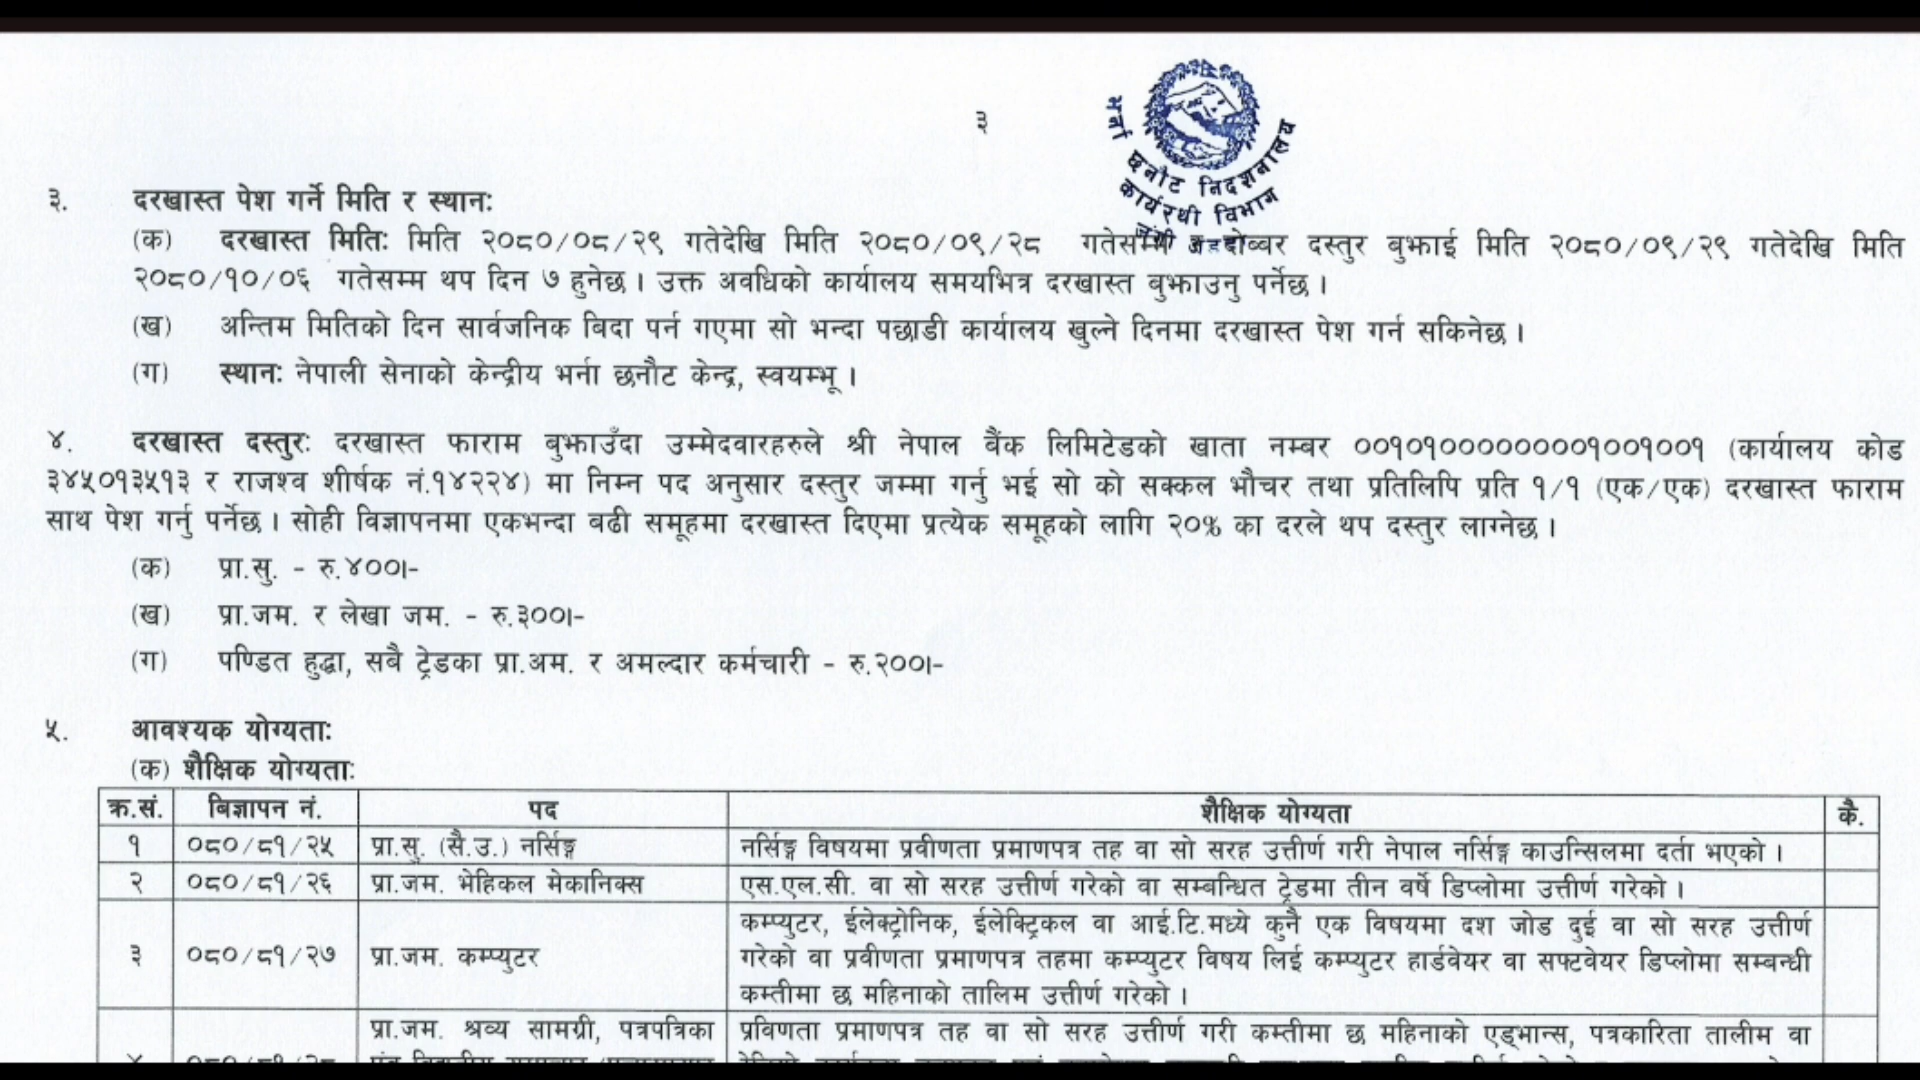 ३
भर्ना छनौट निर्देशनालय
कार्यरथी विभाग
जंगी अड्डा
३. दरखास्त पेश गर्ने मिति र स्थानः
(क) दरखास्त मितिः मिति २०८०/०८/२९ गतेदेखि मिति २०८०/०९/२८ गतेसम्म र दोब्बर दस्तुर बुझाई मिति २०८०/०९/२९ गतेदेखि मिति
२०८०/१०/०६ गतेसम्म थप दिन ७ हुनेछ । उक्त अवधिको कार्यालय समयभित्र दरखास्त बुझाउनु पर्नेछ ।
(ख) अन्तिम मितिको दिन सार्वजनिक बिदा पर्न गएमा सो भन्दा पछाडी कार्यालय खुल्ने दिनमा दरखास्त पेश गर्न सकिनेछ ।
(ग) स्थानः नेपाली सेनाको केन्द्रीय भर्ना छनौट केन्द्र, स्वयम्भू ।
४. दरखास्त दस्तुरः दरखास्त फाराम बुझाउँदा उम्मेदवारहरुले श्री नेपाल बैंक लिमिटेडको खाता नम्बर ००१०१०००००००००१००१००१ (कार्यालय कोड
३४५०१३५१३ र राजश्व शीर्षक नं.१४२२४) मा निम्न पद अनुसार दस्तुर जम्मा गर्नु भई सो को सक्कल भौचर तथा प्रतिलिपि प्रति १/१ (एक/एक) दरखास्त फाराम
साथ पेश गर्नु पर्नेछ । सोही विज्ञापनमा एकभन्दा बढी समूहमा दरखास्त दिएमा प्रत्येक समूहको लागि २०% का दरले थप दस्तुर लाग्नेछ ।
(क) प्रा.सु. - रु.४००।-
(ख) प्रा.जम. र लेखा जम. - रु.३००।-
(ग) पण्डित हुद्धा, सबै ट्रेडका प्रा.अम. र अमल्दार कर्मचारी - रु.२००।-
५. आवश्यक योग्यताः
(क) शैक्षिक योग्यताः
क्र.सं. बिज्ञापन नं. पद शैक्षिक योग्यता कै.
१ ०८०/८१/२५ प्रा.सु. (सै.उ.) नर्सिङ्ग नर्सिङ्ग विषयमा प्रवीणता प्रमाणपत्र तह वा सो सरह उत्तीर्ण गरी नेपाल नर्सिङ्ग काउन्सिलमा दर्ता भएको ।
२ ०८०/८१/२६ प्रा.जम. भेहिकल मेकानिक्स एस.एल.सी. वा सो सरह उत्तीर्ण गरेको वा सम्बन्धित ट्रेडमा तीन वर्षे डिप्लोमा उत्तीर्ण गरेको ।
कम्प्युटर, ईलेक्ट्रोनिक, ईलेक्ट्रिकल वा आई.टि.मध्ये कुनै एक विषयमा दश जोड दुई वा सो सरह उत्तीर्ण
३ ०८०/८१/२७ प्रा.जम. कम्प्युटर गरेको वा प्रवीणता प्रमाणपत्र तहमा कम्प्युटर विषय लिई कम्प्युटर हार्डवेयर वा सफ्टवेयर डिप्लोमा सम्बन्धी
कम्तीमा छ महिनाको तालिम उत्तीर्ण गरेको ।
प्रा.जम. श्रव्य सामग्री, पत्रपत्रिका प्रविणता प्रमाणपत्र तह वा सो सरह उत्तीर्ण गरी कम्तीमा छ महिनाको एड्भान्स, पत्रकारिता तालीम वा